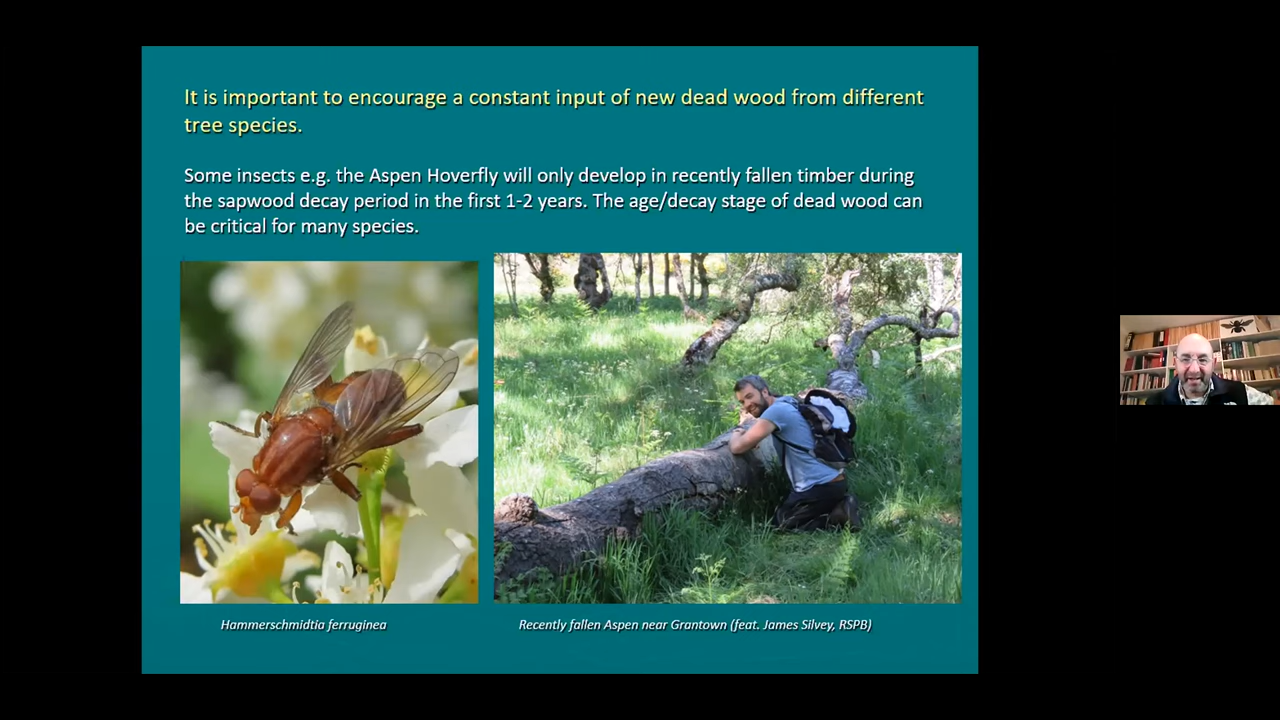 It is important to encourage a constant input of new dead wood from different
tree species.
Some insects e.g. the Aspen Hoverfly will only develop in recently fallen timber during
the sapwood decay period in the first 1-2 years. The age/decay stage of dead wood can
be critical for many species.
Hammerschmidtia ferruginea
Recently fallen Aspen near Grantown (feat. James Silvey, RSPB)